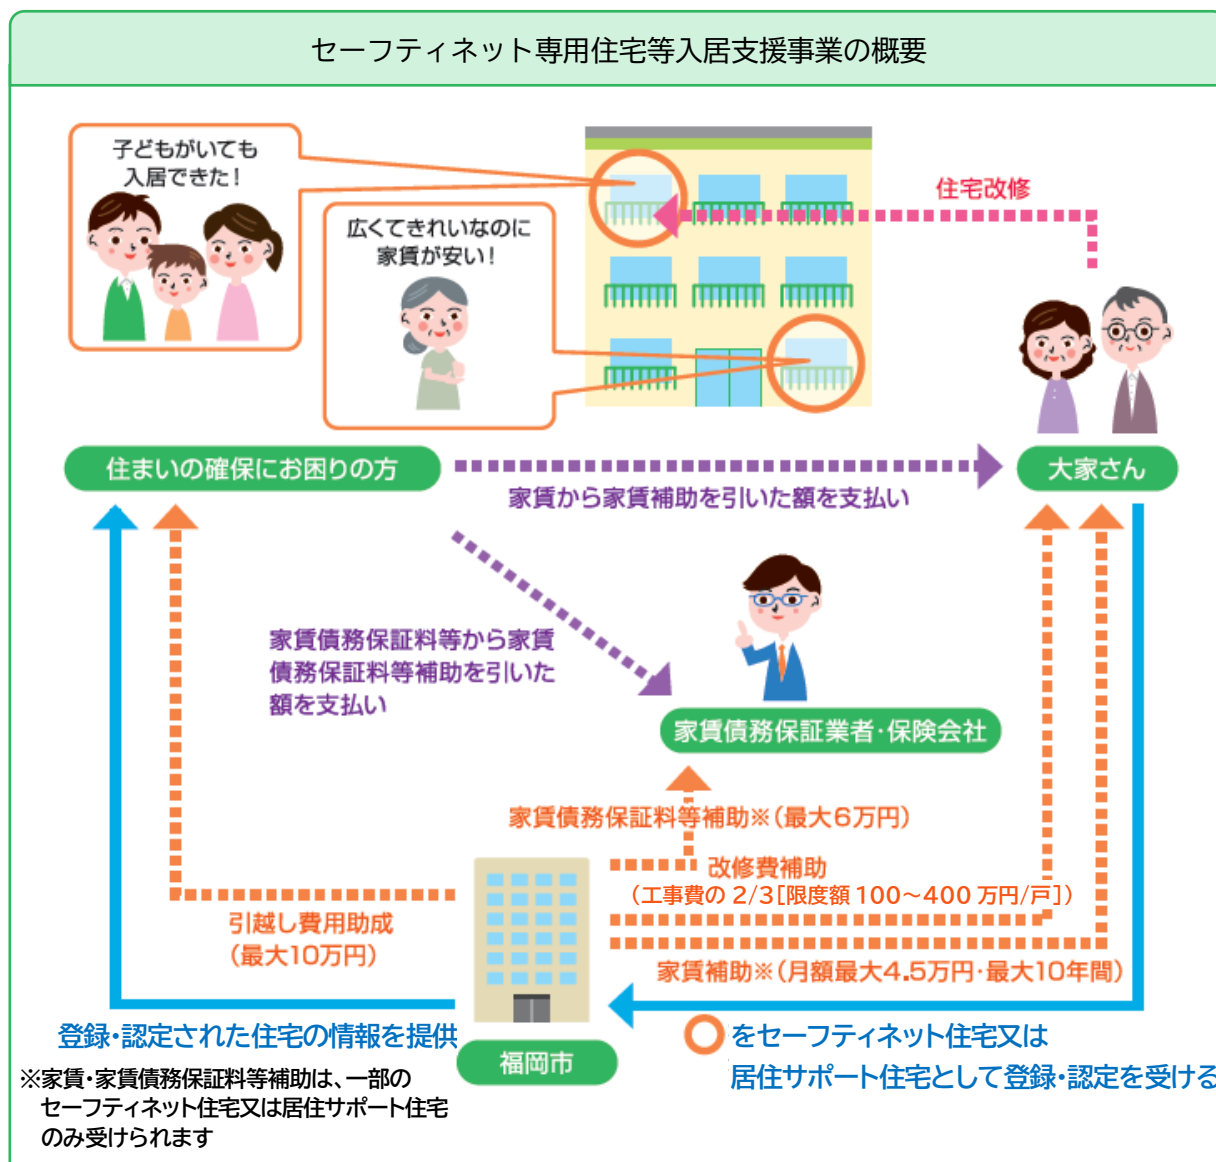 セーフティネット専用住宅等入居支援事業の概要
子どもがいても
入居できた！
広くてきれいなのに
家賃が安い！
住宅改修
住まいの確保にお困りの方
大家さん
家賃から家賃補助を引いた額を支払い
家賃債務保証料等から家賃
債務保証料等補助を引いた
額を支払い
家賃債務保証業者・保険会社
家賃債務保証料等補助※（最大6万円）
改修費補助
（工事費の 2/3［限度額 100～400 万円/戸］）
引越し費用助成
（最大10万円）
家賃補助※（月額最大4.5万円・最大10年間）
登録・認定された住宅の情報を提供
福岡市
をセーフティネット住宅又は
居住サポート住宅として登録・認定を受ける
※家賃・家賃債務保証料等補助は、一部の
セーフティネット住宅又は居住サポート住宅
のみ受けられます